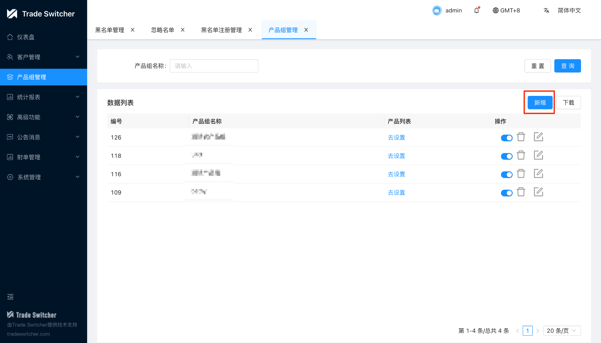 Trade Switcher
admin
GMT+8
简体中文
黑名单管理 ×
忽略名单 ×
黑名单注册管理 ×
产品组管理 ×
仪表盘
客户管理
产品组管理
统计报表
高级功能
公告消息
对单管理
系统管理
产品组名称: 请输入
重 置
查 询
数据列表
新增
下载
编号 产品组名称 产品列表 操作
126 去设置
118 去设置
116 去设置
109 去设置
第 1-4 条/总共 4 条 < 1 > 20 条/页
Trade Switcher
由Trade Switcher提供技术支持
tradeswitcher.com